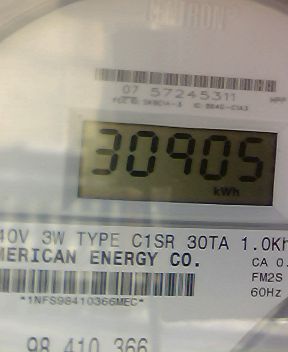 07 57245311
30905
kWh
40V 3W TYPE C1SR 30TA 1.0Kh
MERICAN ENERGY CO.
CA 0.
FM2S
*1NFS98410366MEC*
60Hz
98 410 366